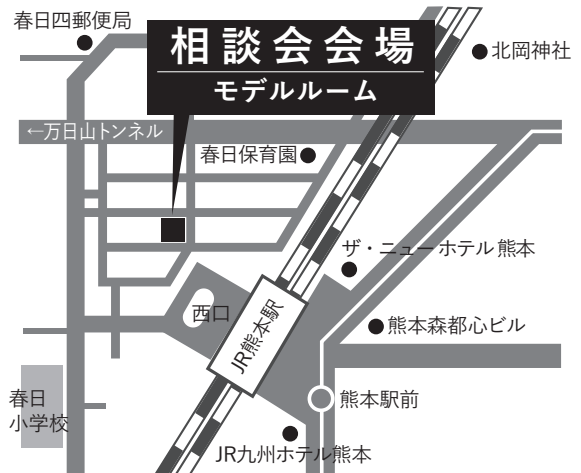 春日四郵便局
相談会会場
モデルルーム
北岡神社
←万日山トンネル
春日保育園
ザ・ニューホテル熊本
西口
JR熊本駅
熊本森都心ビル
春日
小学校
熊本駅前
JR九州ホテル熊本